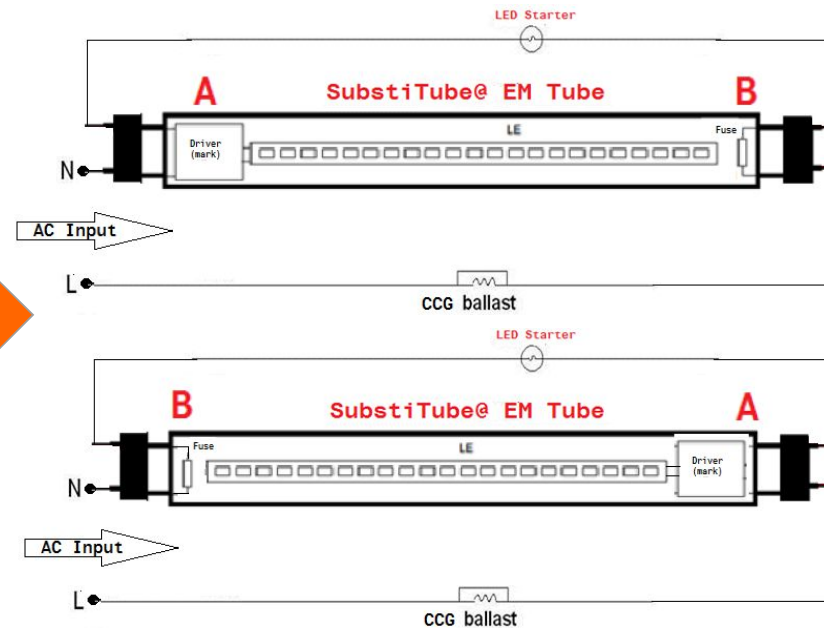 LED Starter
A SubstiTube@ EM Tube B
LE
Fuse
Driver
(mark)
N
AC Input
L
CCG ballast
LED Starter
B SubstiTube@ EM Tube A
Fuse
LE
Driver
(mark)
N
AC Input
L
CCG ballast